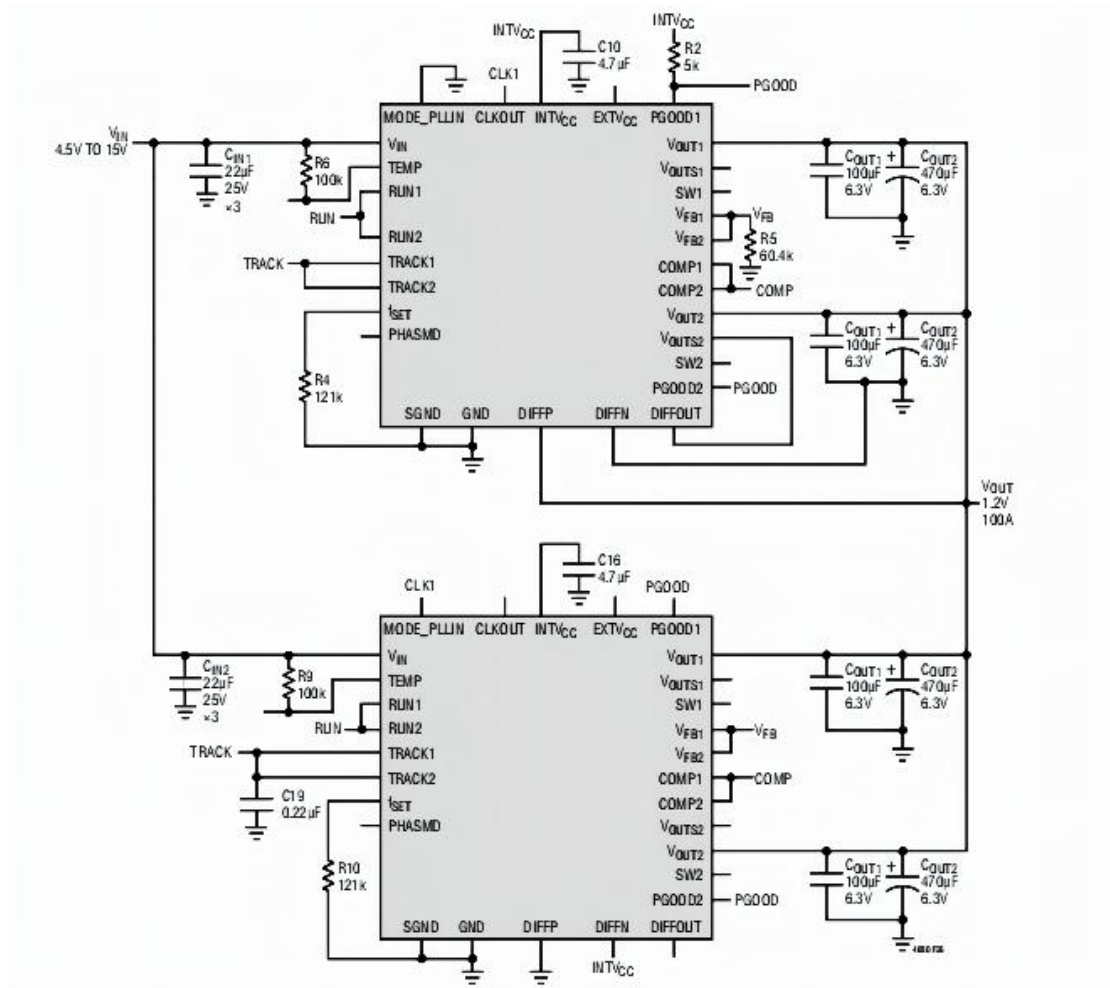 INTVCC
C10
4.7µF
INTVCC
R2
5k
PGOOD
CLK1
MODE_PLLIN CLKOUT INTVCC EXTVCC PGOOD1
VIN
4.5V TO 15V
CIN1
22µF
25V
×3
R6
100k
RUN
TRACK
R4
121k
VIN
TEMP
RUN1
RUN2
TRACK1
TRACK2
fSET
PHASMD
SGND GND DIFFP DIFFN DIFFOUT
VOUT1
VOUTS1
SW1
VFB1
VFB2
COMP1
COMP2
VOUT2
VOUTS2
SW2
PGOOD2
VFB
R5
60.4k
COMP
PGOOD
COUT1
100µF
6.3V
+
COUT2
470µF
6.3V
COUT1
100µF
6.3V
+
COUT2
470µF
6.3V
VOUT
1.2V
100A
C16
4.7µF
CLK1
PGOOD
MODE_PLLIN CLKOUT INTVCC EXTVCC PGOOD1
CIN2
22µF
25V
×3
R9
100k
RUN
TRACK
C19
0.22µF
R10
121k
VIN
TEMP
RUN1
RUN2
TRACK1
TRACK2
fSET
PHASMD
SGND GND DIFFP DIFFN DIFFOUT
INTVCC
VOUT1
VOUTS1
SW1
VFB1
VFB2
COMP1
COMP2
VOUTS2
VOUT2
SW2
PGOOD2
VFB
COMP
PGOOD
COUT1
100µF
6.3V
+
COUT2
470µF
6.3V
COUT1
100µF
6.3V
+
COUT2
470µF
6.3V